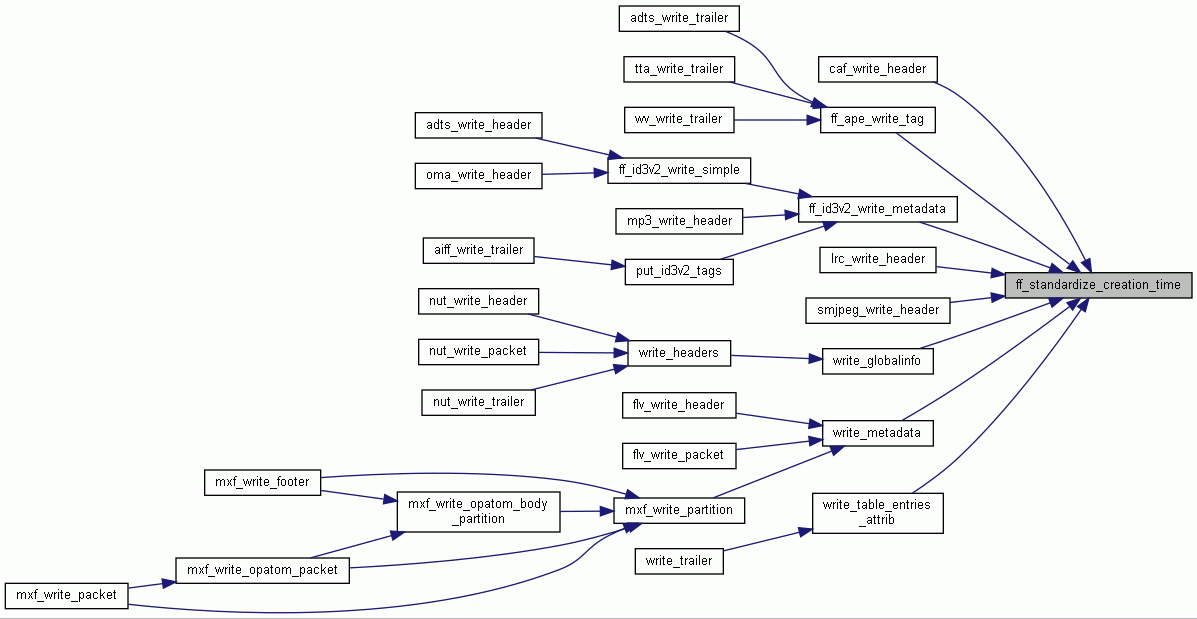 adts_write_trailer
tta_write_trailer
caf_write_header
wv_write_trailer
ff_ape_write_tag
adts_write_header
oma_write_header
ff_id3v2_write_simple
mp3_write_header
ff_id3v2_write_metadata
aiff_write_trailer
put_id3v2_tags
lrc_write_header
ff_standardize_creation_time
nut_write_header
smjpeg_write_header
nut_write_packet
write_headers
write_globalinfo
nut_write_trailer
flv_write_header
write_metadata
flv_write_packet
mxf_write_footer
mxf_write_opatom_body
_partition
mxf_write_partition
write_table_entries
_attrib
write_trailer
mxf_write_opatom_packet
mxf_write_packet